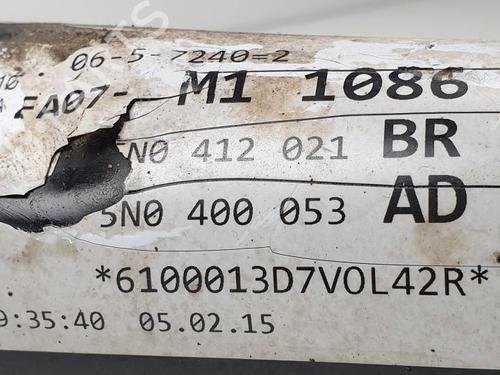 06-5-7240=2
EA07- M1 1086
5N0 412 021 BR
5N0 400 053 AD
*6100013D7VOL42R*
9:35:40 05.02.15